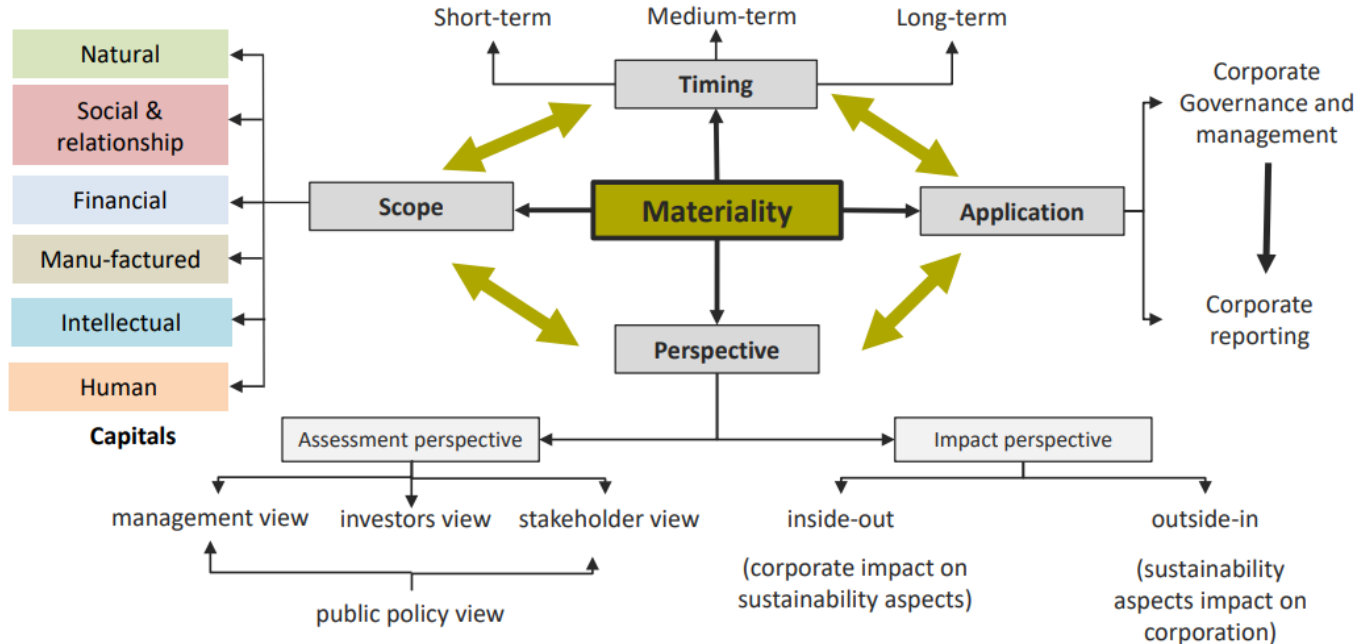 Short-term
Medium-term
Long-term
Natural
Social &
relationship
Financial
Manu-factured
Intellectual
Human
Capitals
Timing
Scope
Materiality
Application
Perspective
Corporate
Governance and
management
Corporate
reporting
Assessment perspective
Impact perspective
management view
investors view
stakeholder view
public policy view
inside-out
(corporate impact on
sustainability aspects)
outside-in
(sustainability
aspects impact on
corporation)